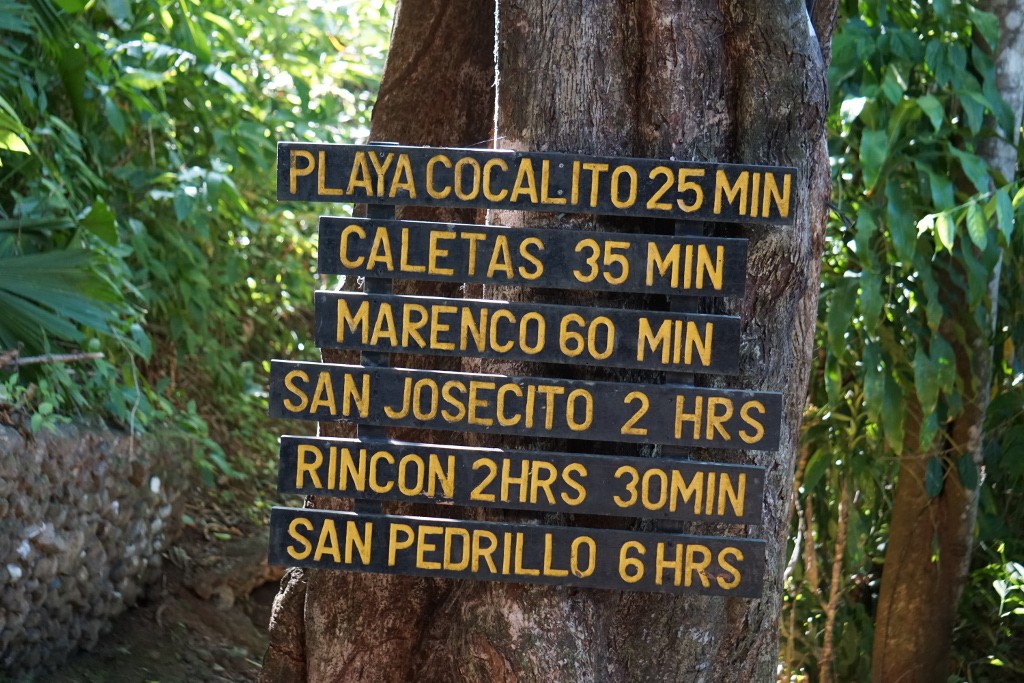 PLAYA COCALITO 25 MIN
CALETAS 35 MIN
MARENCO 60 MIN
SAN JOSECITO 2 HRS
RINCON 2HRS 30MIN
SAN PEDRILLO 6 HRS